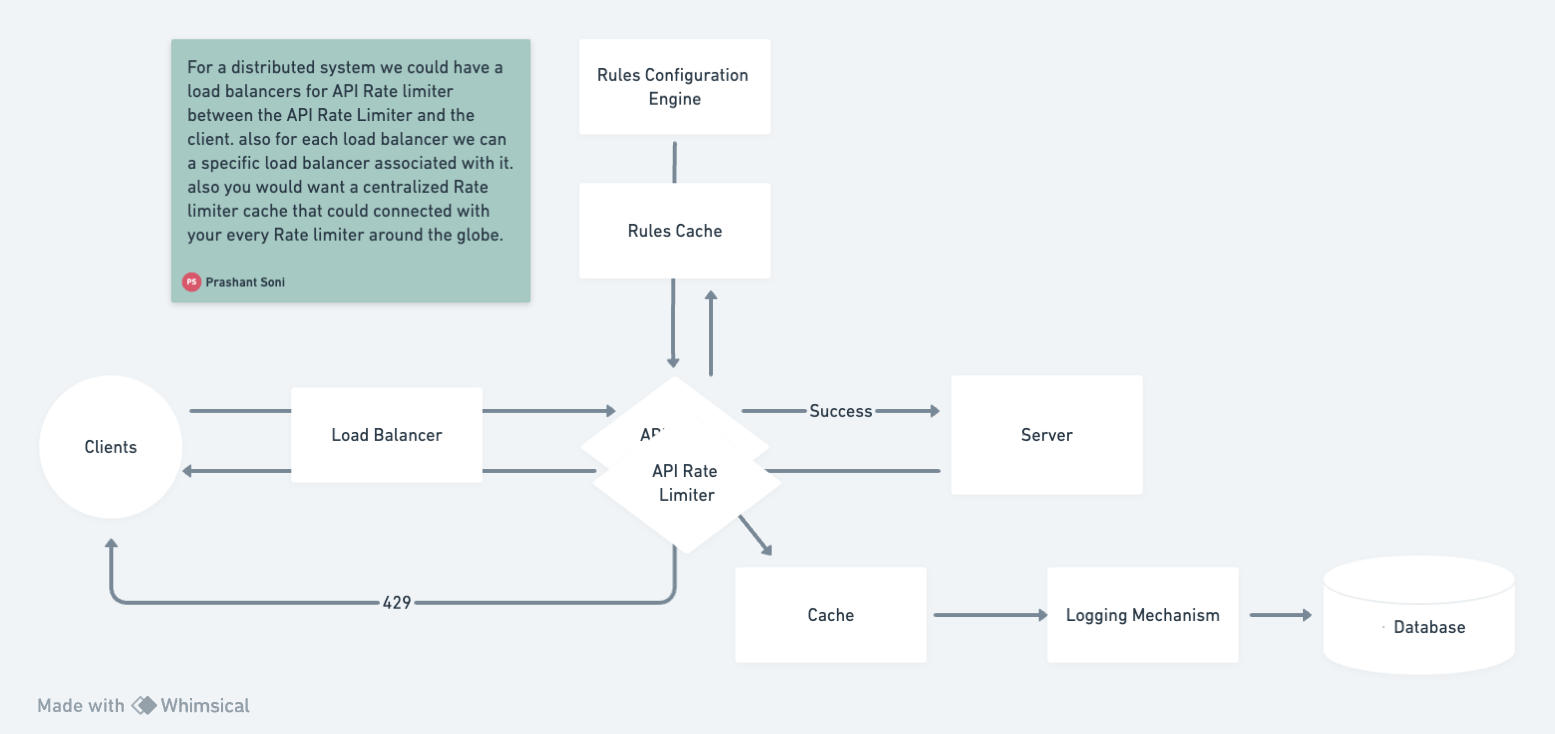 For a distributed system we could have a
load balancers for API Rate limiter
between the API Rate Limiter and the
client. also for each load balancer we can
a specific load balancer associated with it.
also you would want a centralized Rate
limiter cache that could connected with
your every Rate limiter around the globe.
PS Prashant Soni
Rules Configuration
Engine
Rules Cache
Clients
Load Balancer
API Rate
Limiter
Success
Server
429
Cache
Logging Mechanism
Database
Made with Whimsical